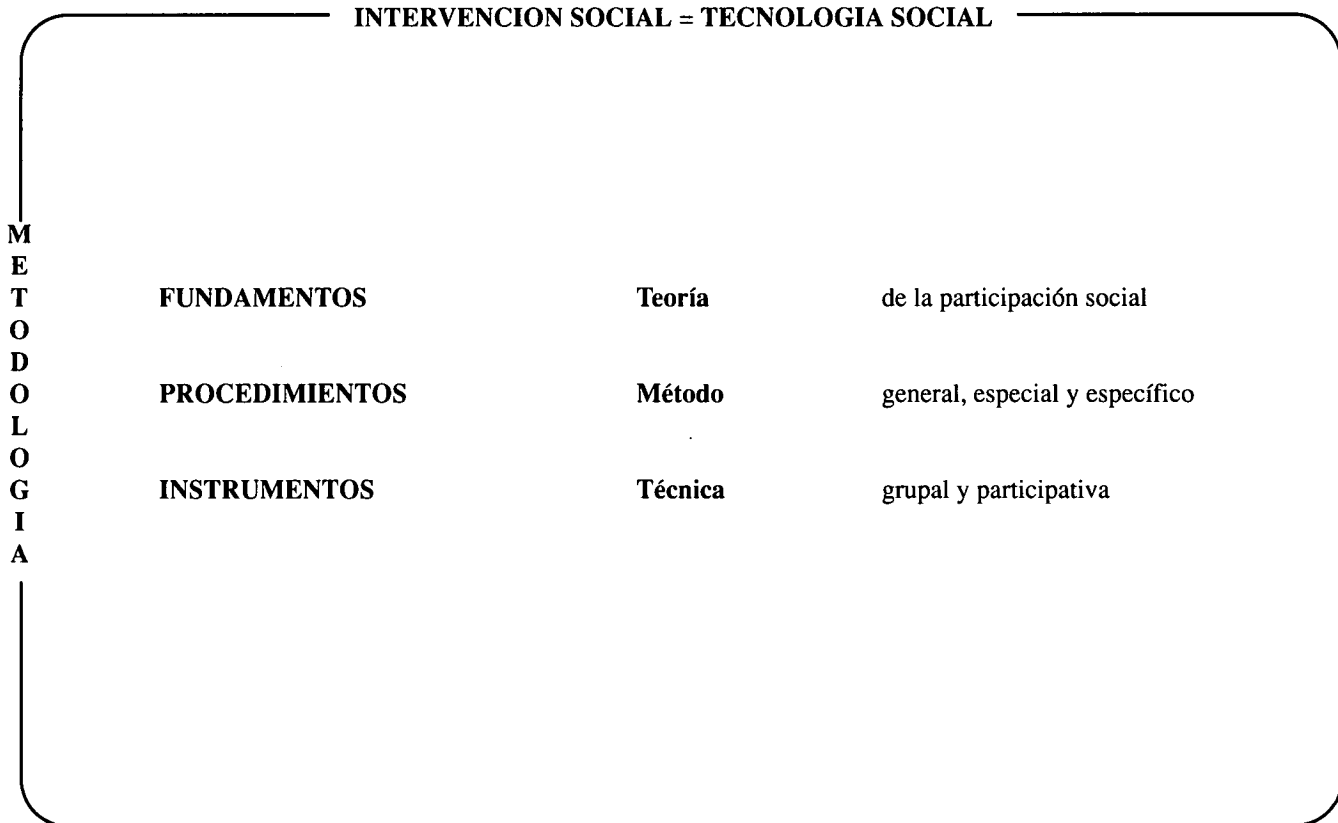 INTERVENCION SOCIAL = TECNOLOGIA SOCIAL
METODOLOGIA
FUNDAMENTOS Teoría de la participación social
PROCEDIMIENTOS Método general, especial y específico
INSTRUMENTOS Técnica grupal y participativa